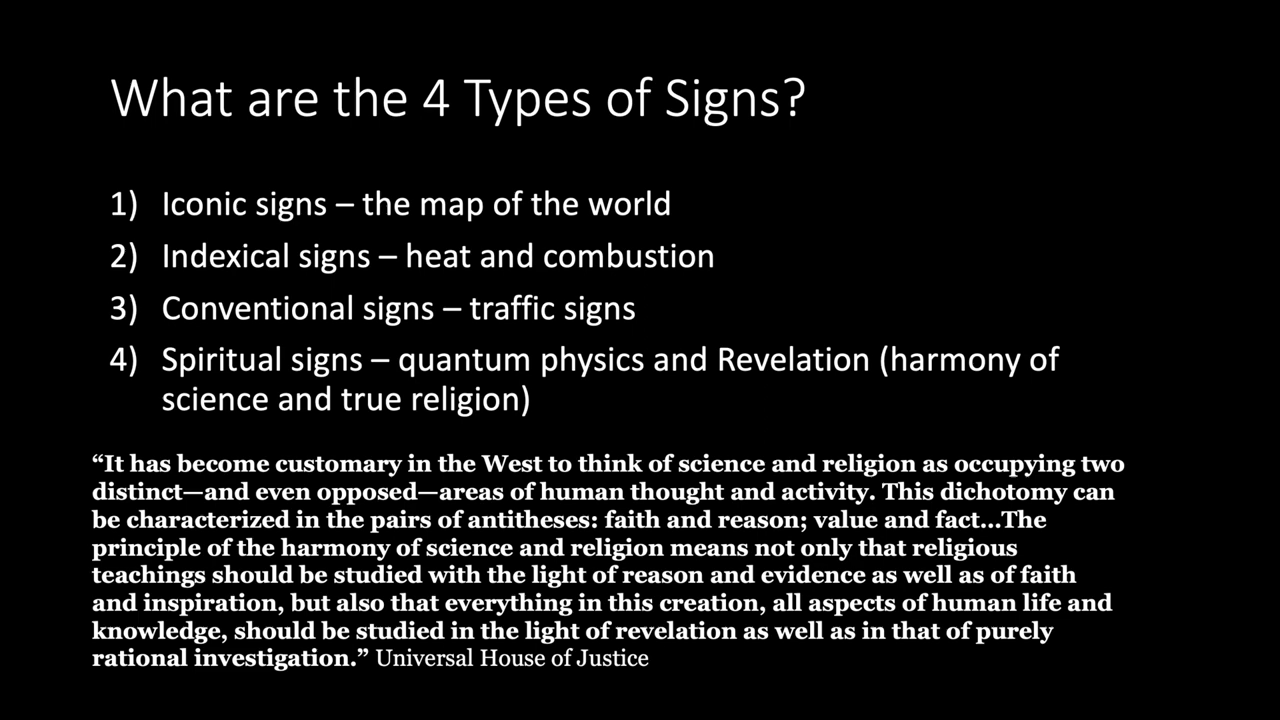 What are the 4 Types of Signs?
1) Iconic signs – the map of the world
2) Indexical signs – heat and combustion
3) Conventional signs – traffic signs
4) Spiritual signs – quantum physics and Revelation (harmony of
science and true religion)
“It has become customary in the West to think of science and religion as occupying two
distinct—and even opposed—areas of human thought and activity. This dichotomy can
be characterized in the pairs of antitheses: faith and reason; value and fact…The
principle of the harmony of science and religion means not only that religious
teachings should be studied with the light of reason and evidence as well as of faith
and inspiration, but also that everything in this creation, all aspects of human life and
knowledge, should be studied in the light of revelation as well as in that of purely
rational investigation.” Universal House of Justice